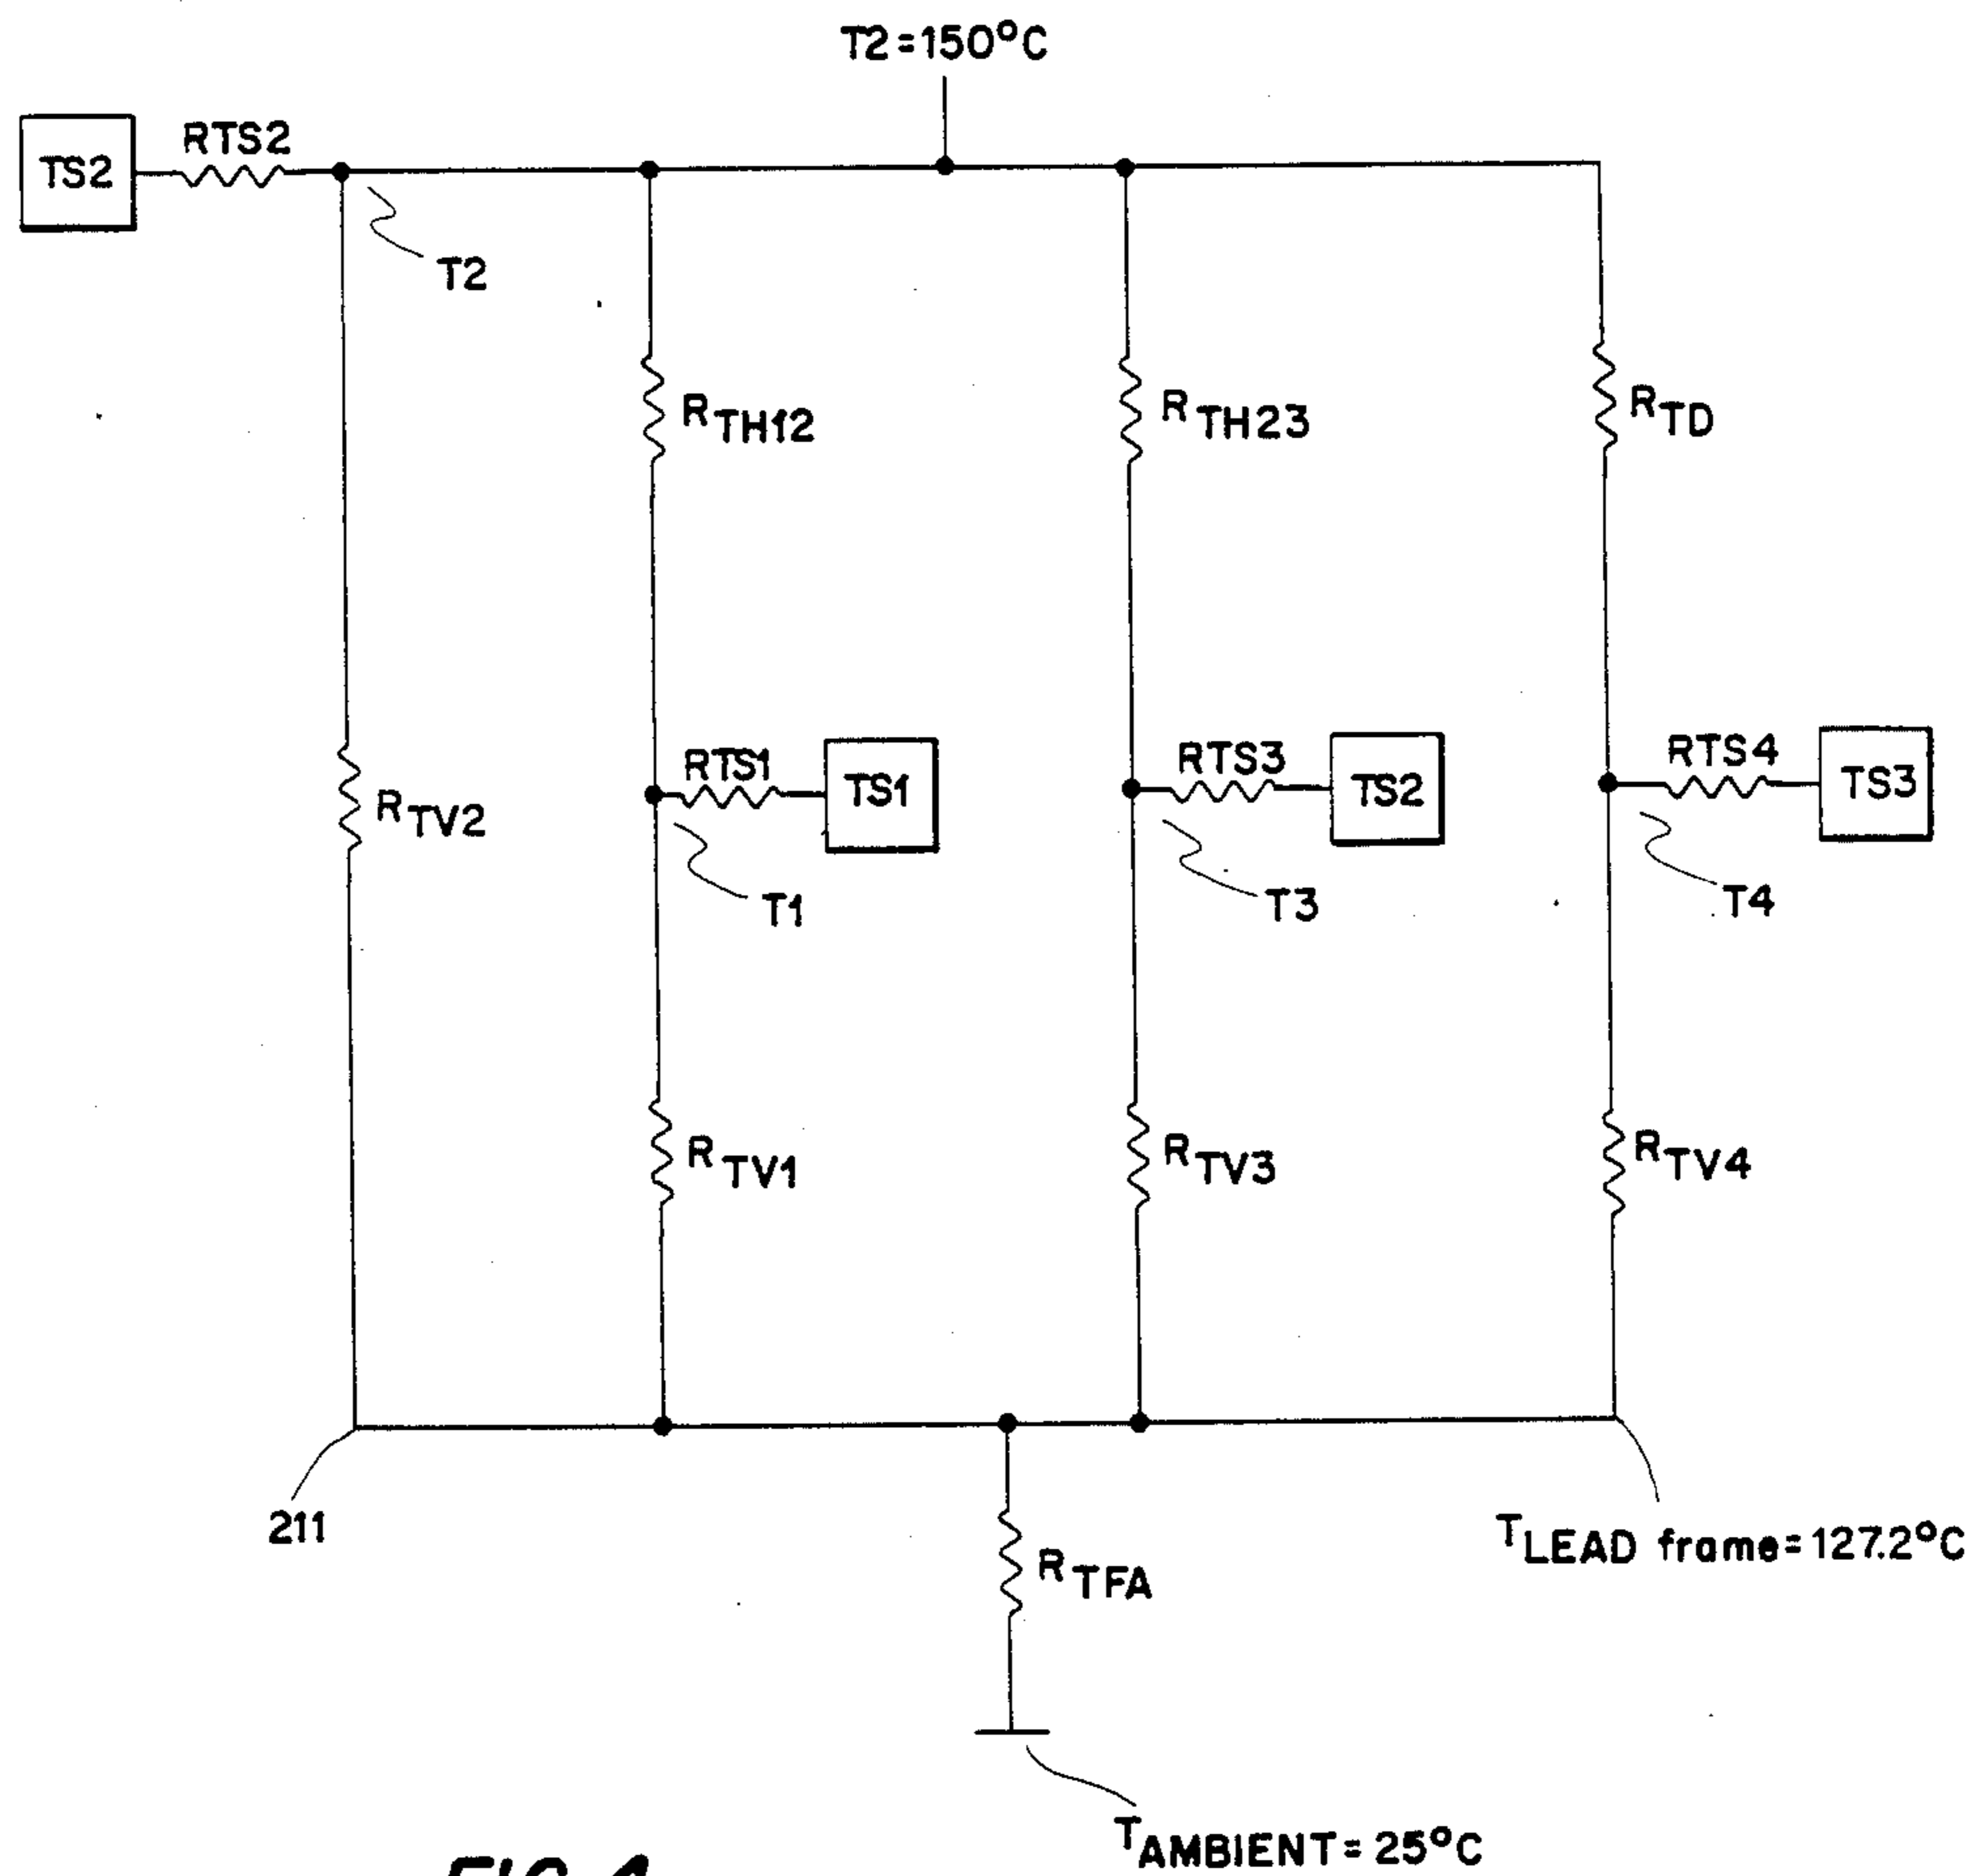 T2=150°C
TS2
RTS2
T2
RTH12
RTH23
RTD
RTV2
RTS1
TS1
RTS3
TS2
RTS4
TS3
T1
T3
T4
RTV1
RTV3
RTV4
211
RTFA
TLEAD frame=127.2°C
TAMBIENT=25°C